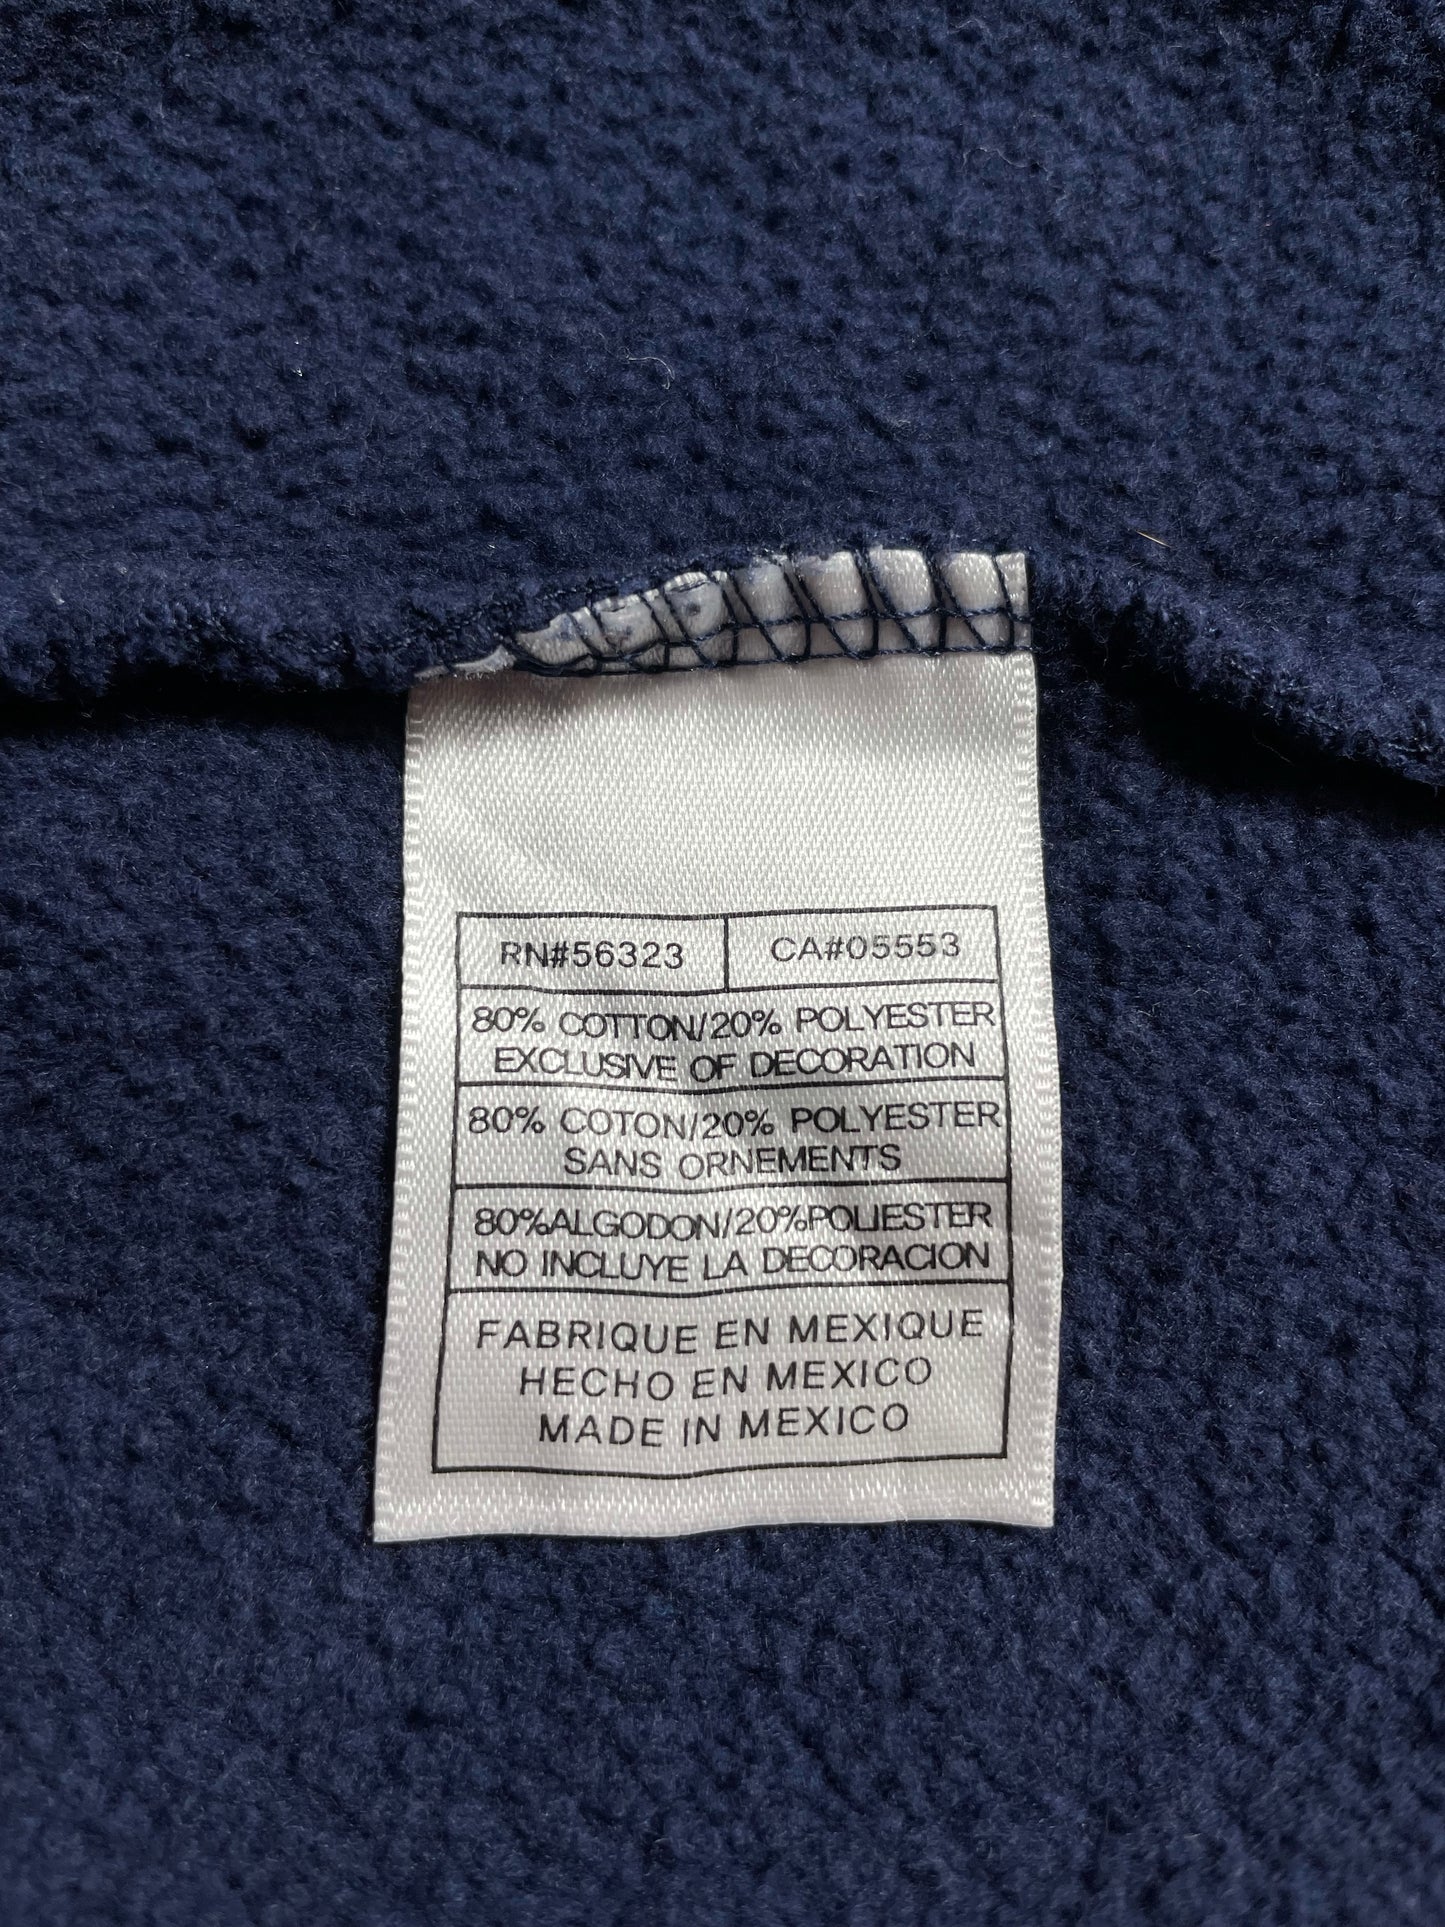 RN#56323 CA#05553
80% COTTON/20% POLYESTER
EXCLUSIVE OF DECORATION
80% COTON/20% POLYESTER
SANS ORNEMENTS
80%ALGODON/20%POLIESTER
NO INCLUYE LA DECORACION
FABRIQUE EN MEXIQUE
HECHO EN MEXICO
MADE IN MEXICO